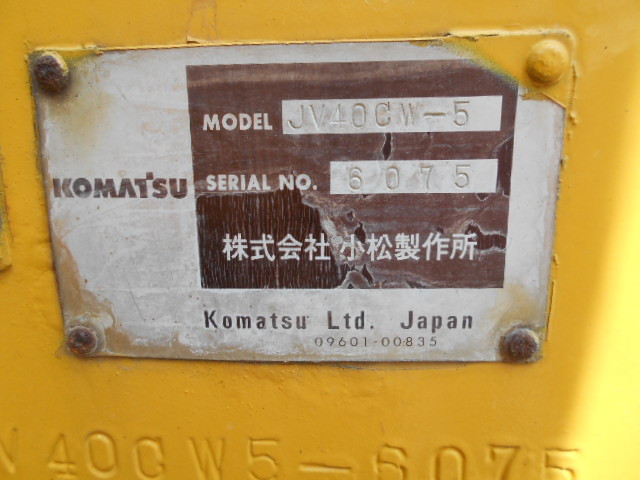 MODEL JV40CW-5
KOMATSU
SERIAL NO. 6075
株式会社 小松製作所
Komatsu Ltd. Japan
09601-00835
V40CW5-6075